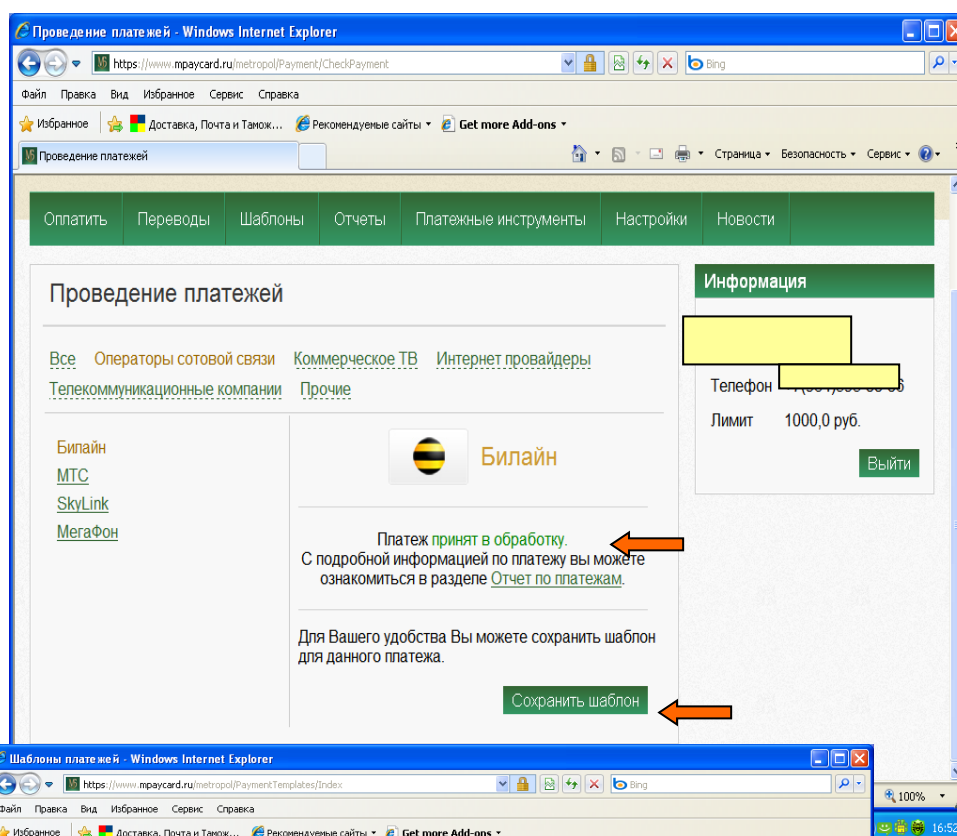 Проведение платежей - Windows Internet Explorer
https://www.mpaycard.ru/metropol/Payment/CheckPayment
Bing
Файл Правка Вид Избранное Сервис Справка
Избранное Доставка, Почта и Тамож... Рекомендуемые сайты Get more Add-ons
Проведение платежей
Страница Безопасность Сервис
Оплатить Переводы Шаблоны Отчеты Платежные инструменты Настройки Новости
Проведение платежей
Все Операторы сотовой связи Коммерческое ТВ Интернет провайдеры
Телекоммуникационные компании Прочие
Билайн
МТС
SkyLink
МегаФон
Билайн
Платеж принят в обработку.
С подробной информацией по платежу вы можете
ознакомиться в разделе Отчет по платежам.
Для Вашего удобства Вы можете сохранить шаблон
для данного платежа.
Сохранить шаблон
Информация
Телефон
Лимит 1000,0 руб.
Выйти
Шаблоны платежей - Windows Internet Explorer
https://www.mpaycard.ru/metropol/PaymentTemplates/Index
Bing
Файл Правка Вид Избранное Сервис Справка
Избранное Доставка, Почта и Тамож... Рекомендуемые сайты Get more Add-ons
100%
16:52